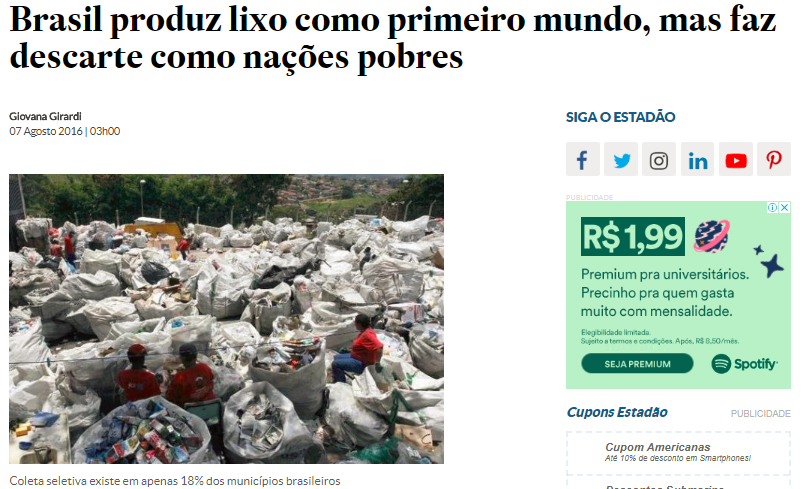 Brasil produz lixo como primeiro mundo, mas faz
descarte como nações pobres
Giovana Girardi
07 Agosto 2016 | 03h00
SIGA O ESTADÃO
PUBLICIDADE
R$ 1,99
Premium pra universitários.
Precinho pra quem gasta
muito com mensalidade.
Elegibilidade limitada.
Sujeito a termos e condições. Após, R$ 8,50/mês.
SEJA PREMIUM
Spotify
Cupons Estadão
PUBLICIDADE
Cupom Americanas
Até 10% de desconto em Smartphones!
Coleta seletiva existe em apenas 18% dos municípios brasileiros